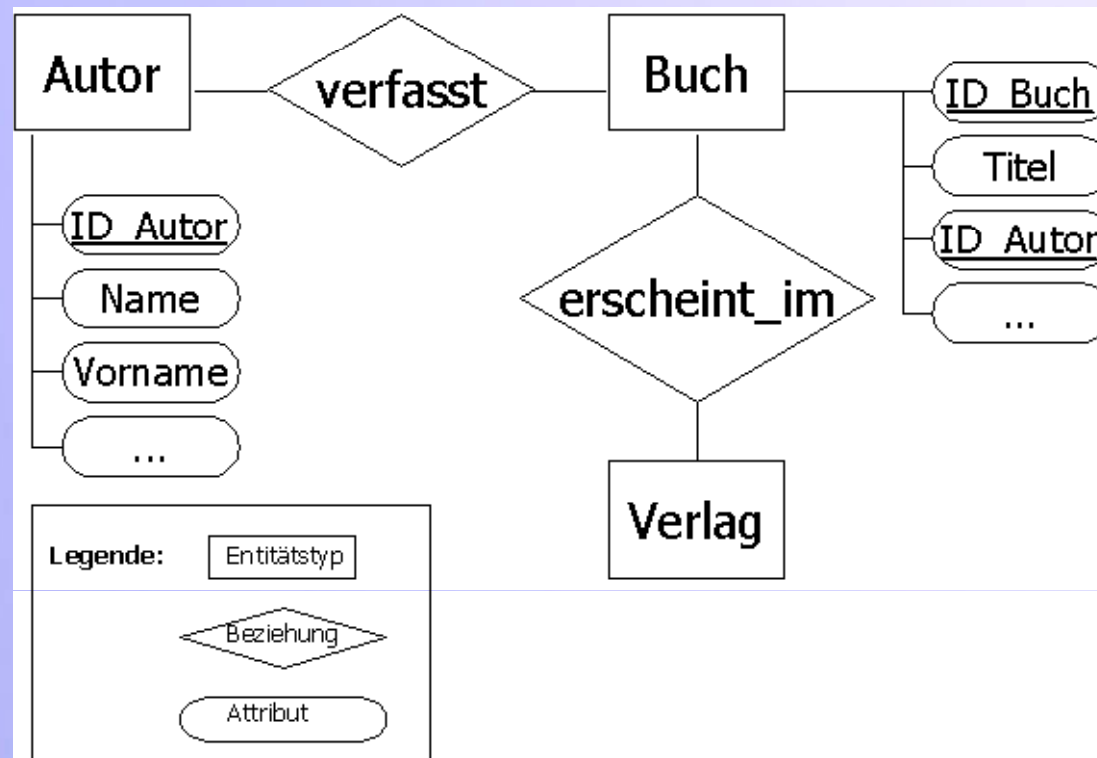 Autor
verfasst
Buch
ID_Buch
Titel
ID_Autor
...
ID_Autor
Name
Vorname
...
erscheint_im
Verlag
Legende:
Entitätstyp
Beziehung
Attribut